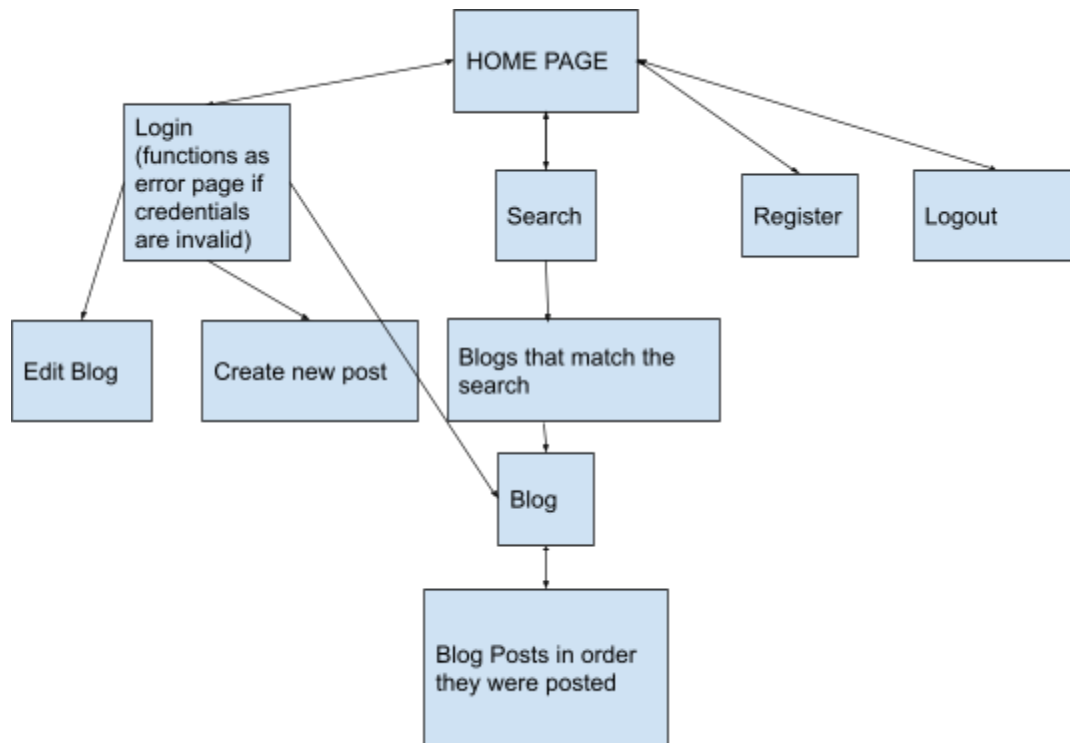 HOME PAGE
Login
(functions as
error page if
credentials
are invalid)
Search
Register
Logout
Edit Blog
Create new post
Blogs that match the
search
Blog
Blog Posts in order
they were posted